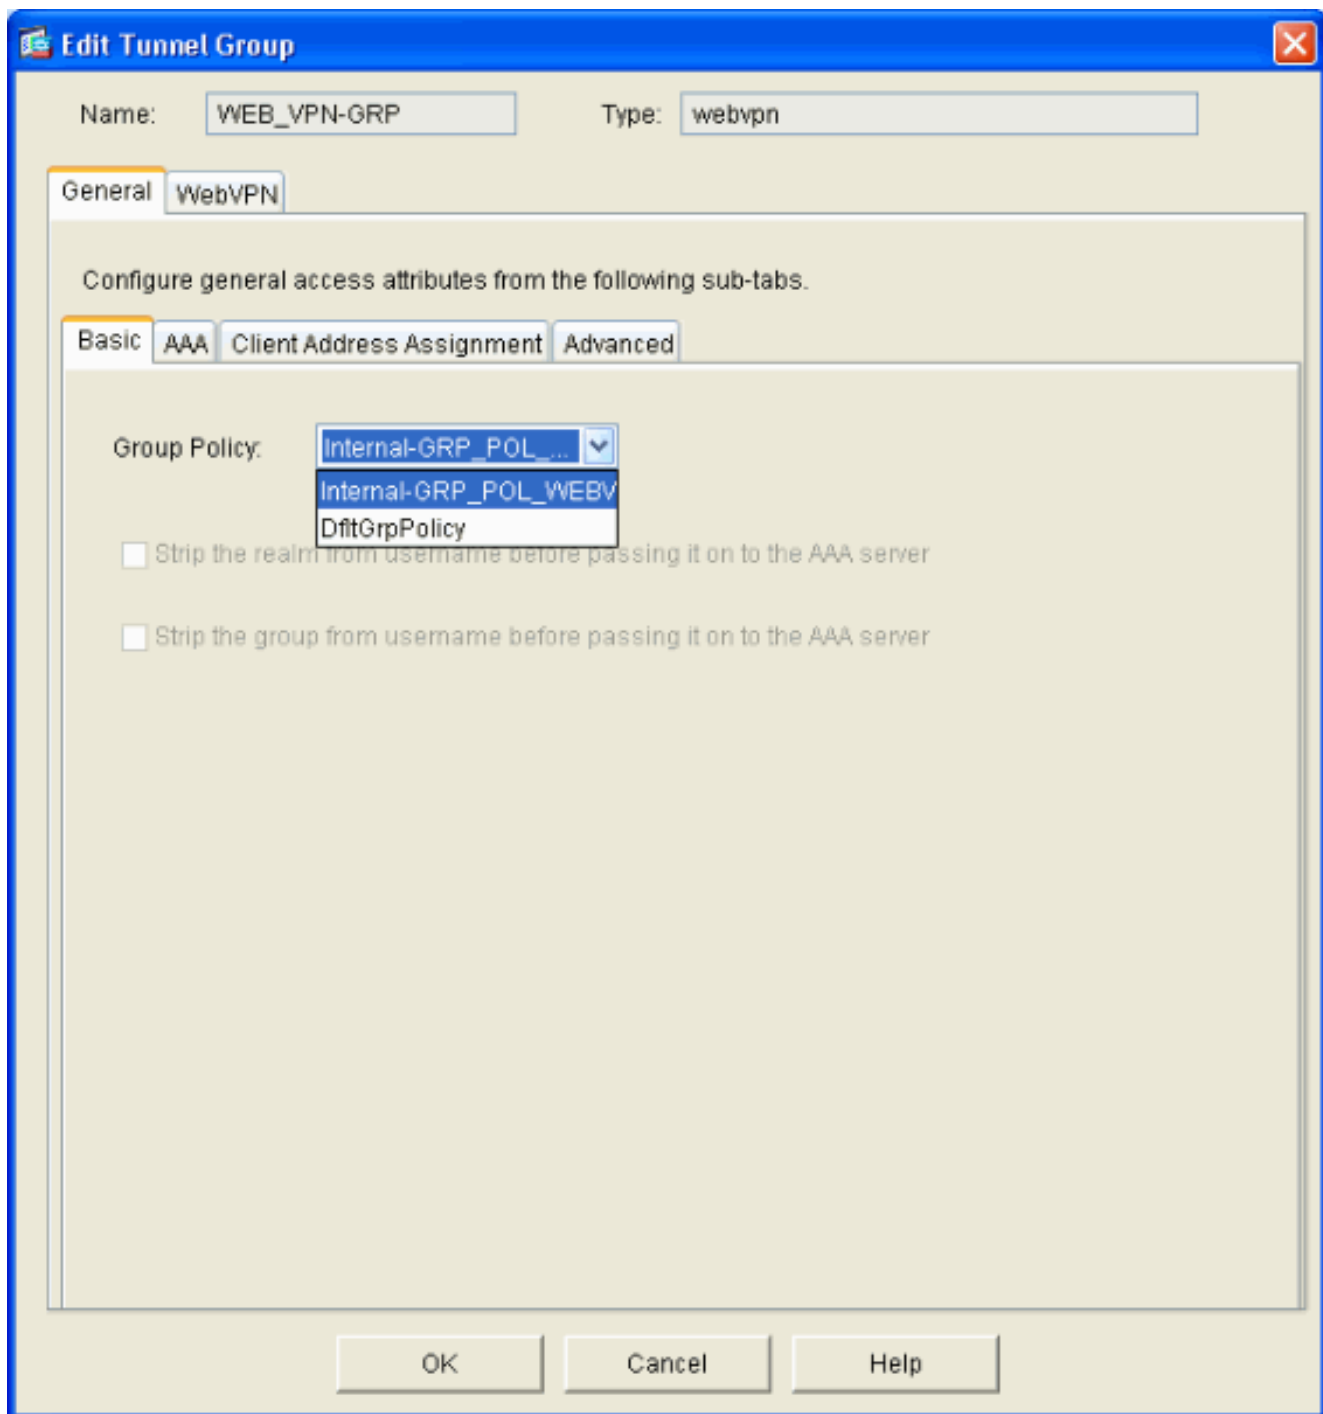 Edit Tunnel Group
Name: WEB_VPN-GRP Type: webvpn
General WebVPN
Configure general access attributes from the following sub-tabs.
Basic AAA Client Address Assignment Advanced
Group Policy: Internal-GRP_POL_...
Internal-GRP_POL_WEBV
DfltGrpPolicy
Strip the realm from username before passing it on to the AAA server
Strip the group from username before passing it on to the AAA server
OK Cancel Help